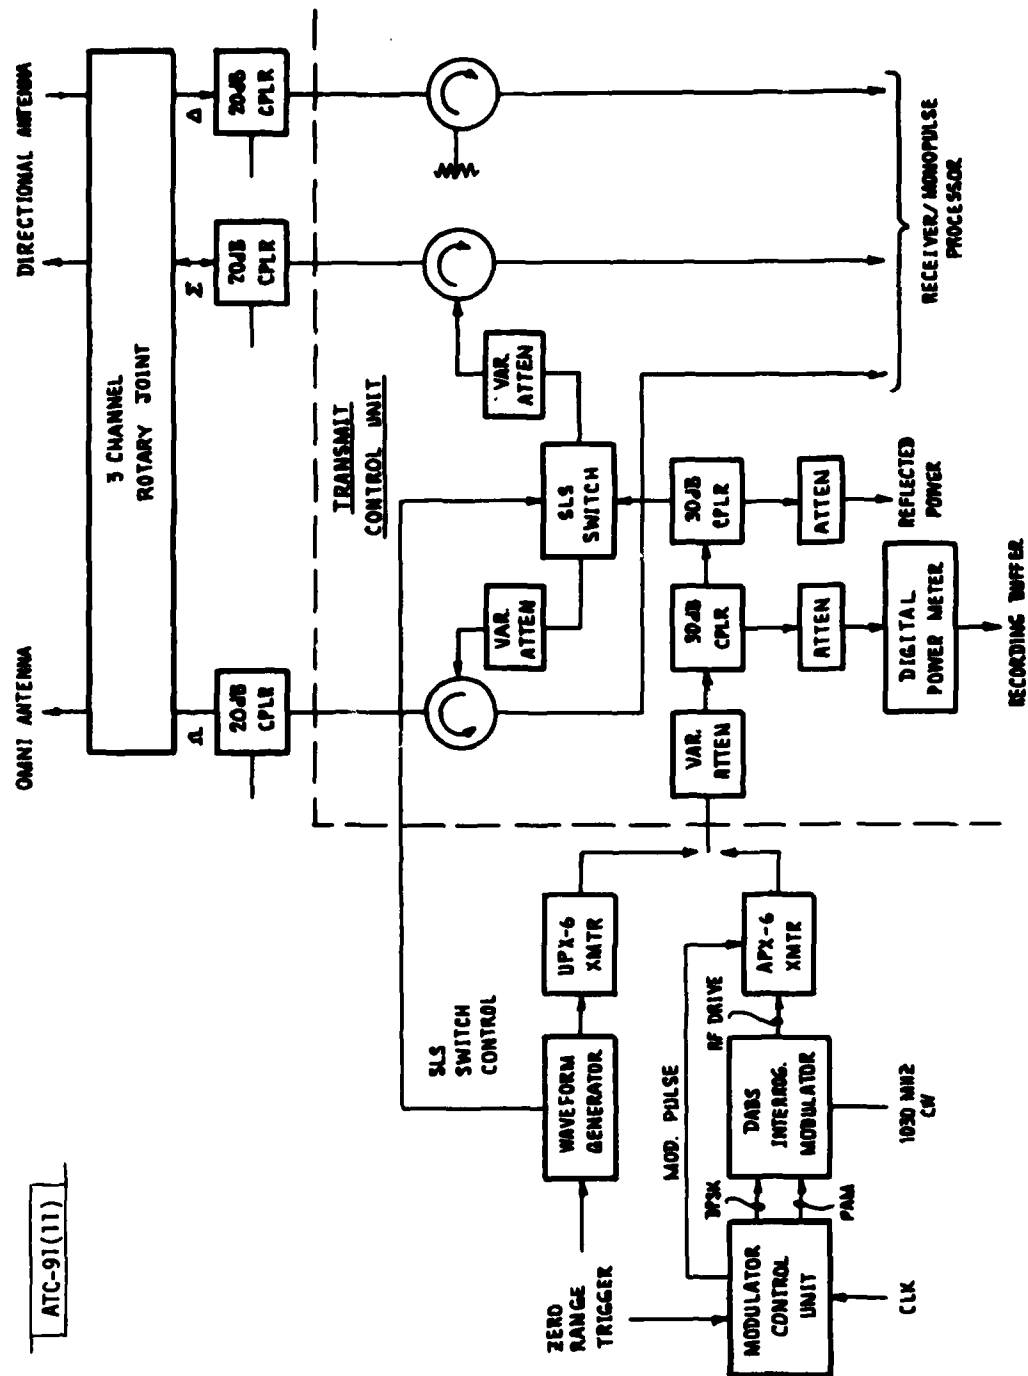 ATC-91(11)
OMNI ANTENNA
DIRECTIONAL ANTENNA
3 CHANNEL
ROTARY JOINT
Ω
20dB
CPLR
Σ
20dB
CPLR
Δ
20dB
CPLR
TRANSMIT
CONTROL UNIT
VAR.
ATTEN
VAR.
ATTEN
SLS
SWITCH
SLS
SWITCH
CONTROL
ZERO
RANGE
TRIGGER
WAVEFORM
GENERATOR
UPX-6
XMTR
VAR.
ATTEN
30dB
CPLR
30dB
CPLR
ATTEN
ATTEN
DIGITAL
POWER METER
REFLECTED
POWER
RECORDING BUFFER
RECEIVER/MONOPULSE
PROCESSOR
MOD. PULSE
MODULATOR
CONTROL
UNIT
DPSK
PAM
DABS
INTERROG.
MODULATOR
RF DRIVE
APX-6
XMTR
CLK
1030 MHZ
CW